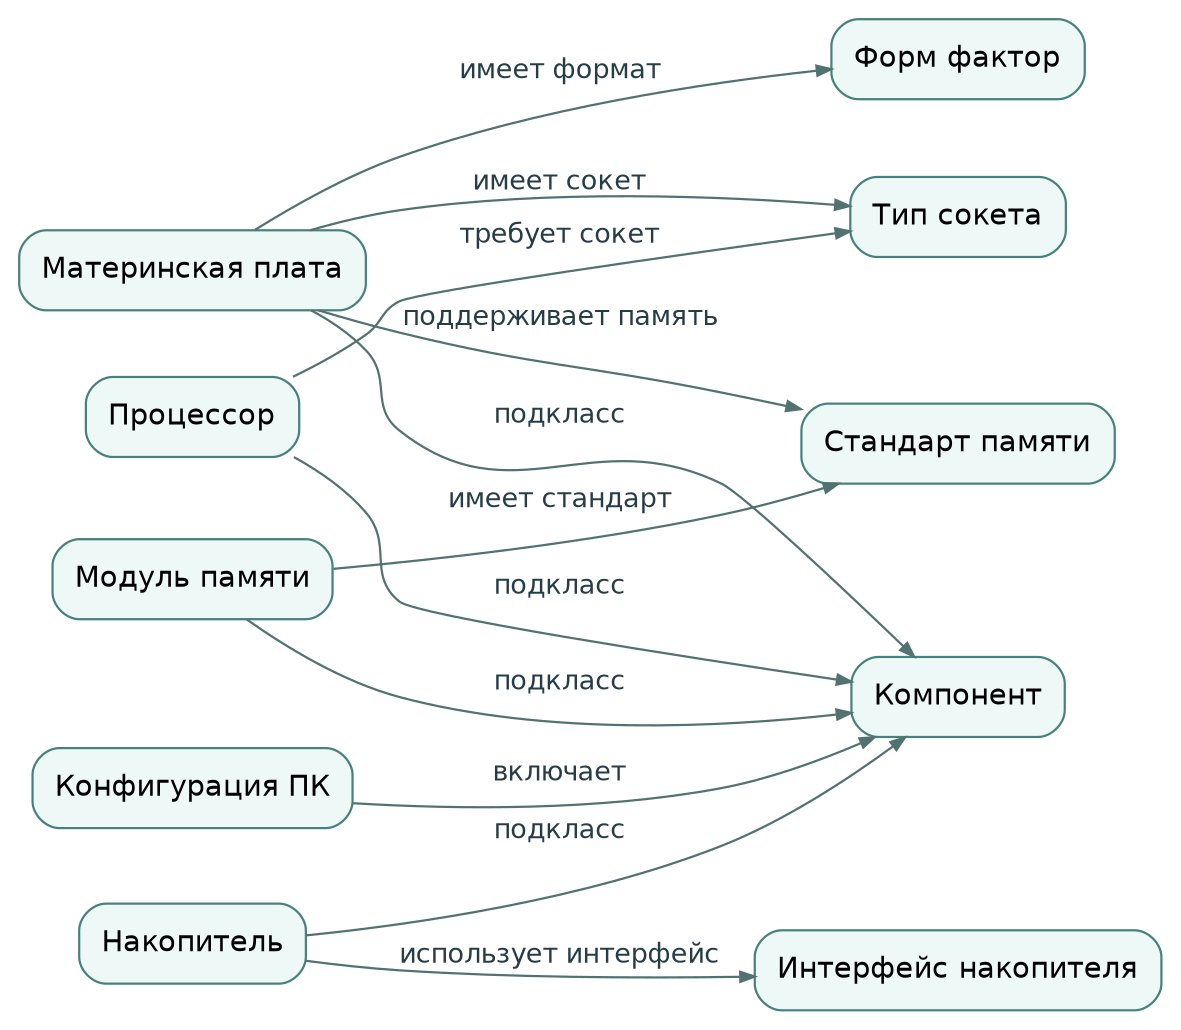 Форм фактор
имеет формат
имеет сокет
Тип сокета
требует сокет
Материнская плата
поддерживает память
Процессор
подкласс
Стандарт памяти
имеет стандарт
Модуль памяти
подкласс
подкласс
Компонент
включает
Конфигурация ПК
подкласс
Накопитель
использует интерфейс
Интерфейс накопителя